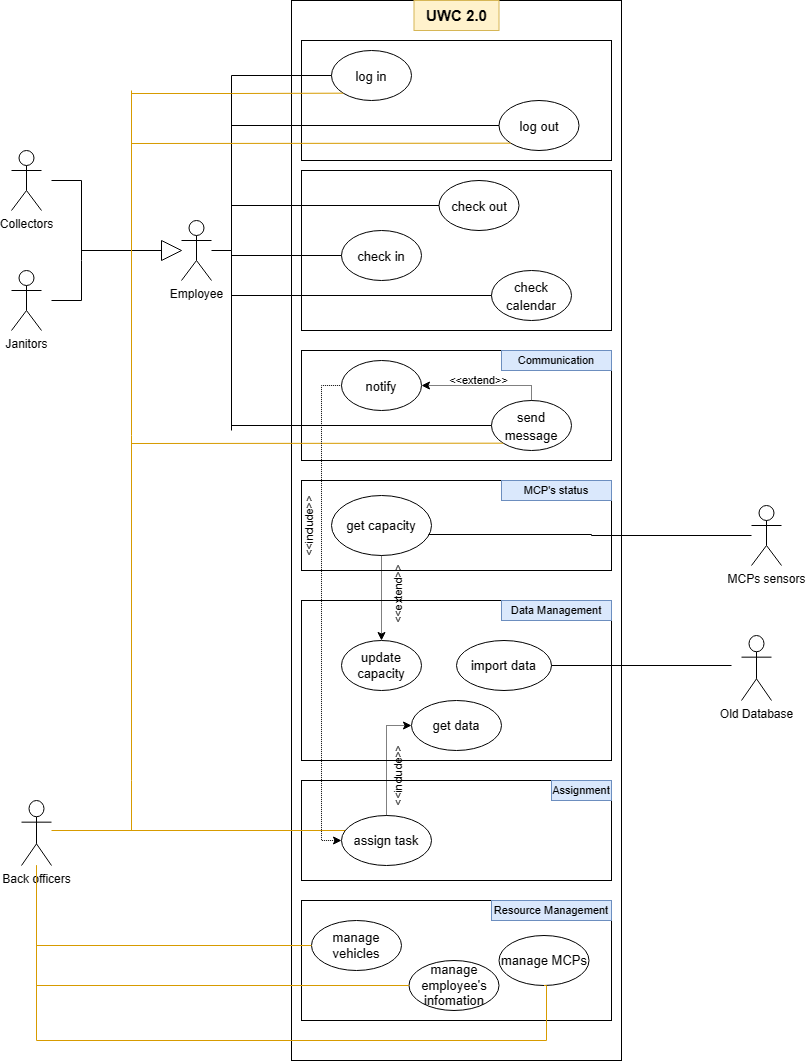 UWC 2.0
log in
log out
Collectors
check out
Employee
check in
Janitors
check
calendar
Communication
notify
<<extend>>
send
message
MCP's status
<<include>>
get capacity
MCPs sensors
<<extend>>
Data Management
update
capacity
import data
Old Database
get data
<<include>>
Assignment
assign task
Back officers
Resource Management
manage
vehicles
manage MCPs
manage
employee's
infomation